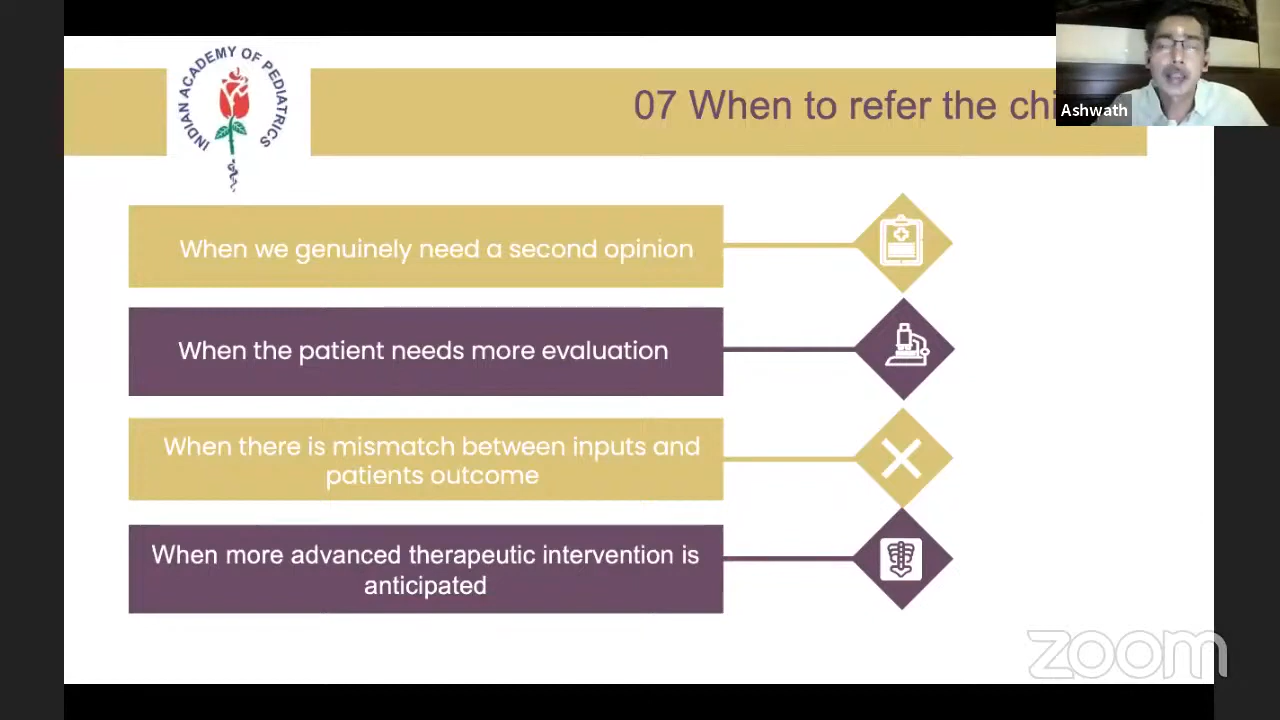 INDIAN ACADEMY OF PEDIATRICS
07 When to refer the chi
Ashwath
When we genuinely need a second opinion
When the patient needs more evaluation
When there is mismatch between inputs and
patients outcome
When more advanced therapeutic intervention is
anticipated
zoom